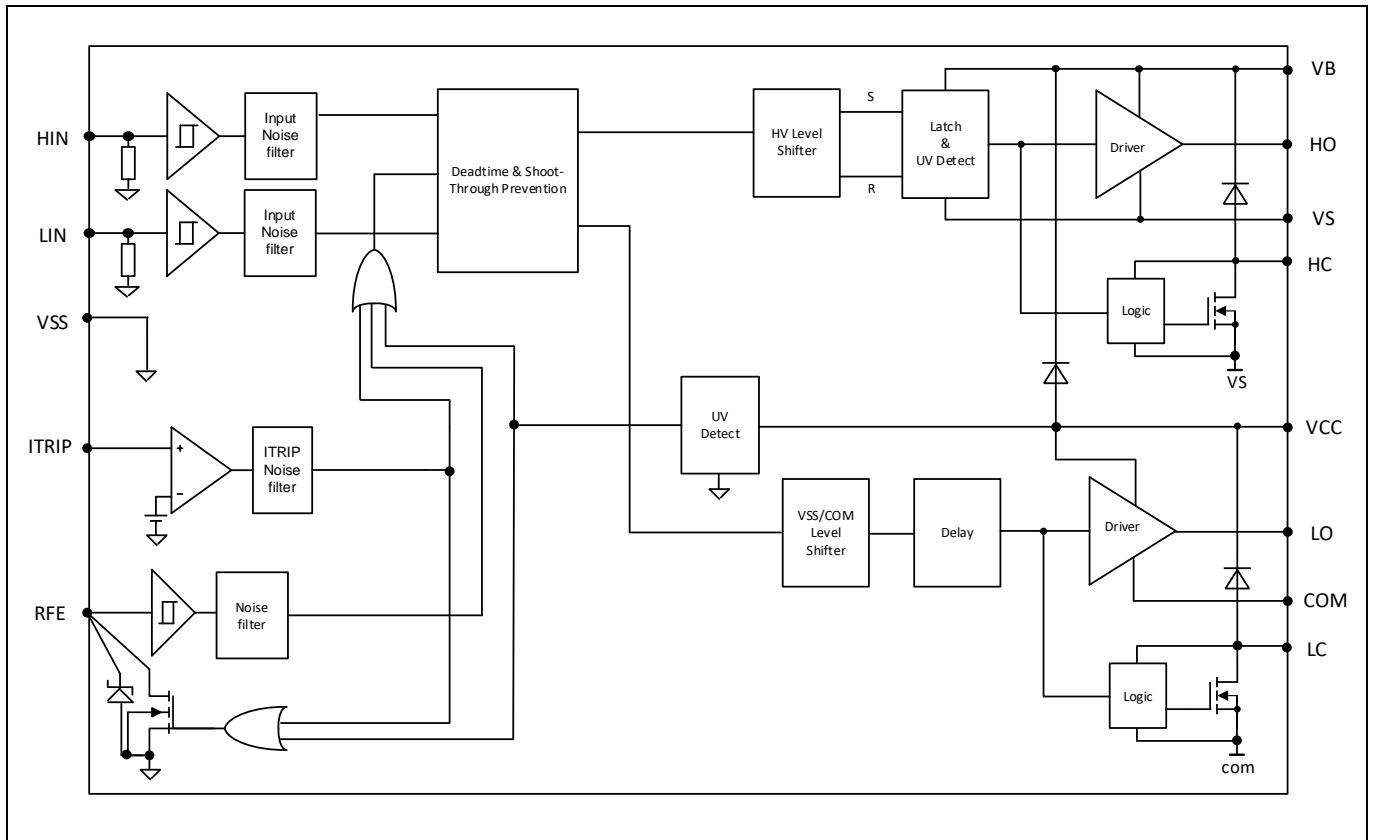 HIN
LIN
VSS
ITRIP
RFE
Input
Noise
filter
Input
Noise
filter
ITRIP
Noise
filter
Noise
filter
+
−
Deadtime & Shoot-
Through Prevention
HV Level
Shifter
S
R
Latch
&
UV Detect
Driver
Logic
VS
UV
Detect
VSS/COM
Level
Shifter
Delay
Driver
Logic
com
VB
HO
VS
HC
VCC
LO
COM
LC